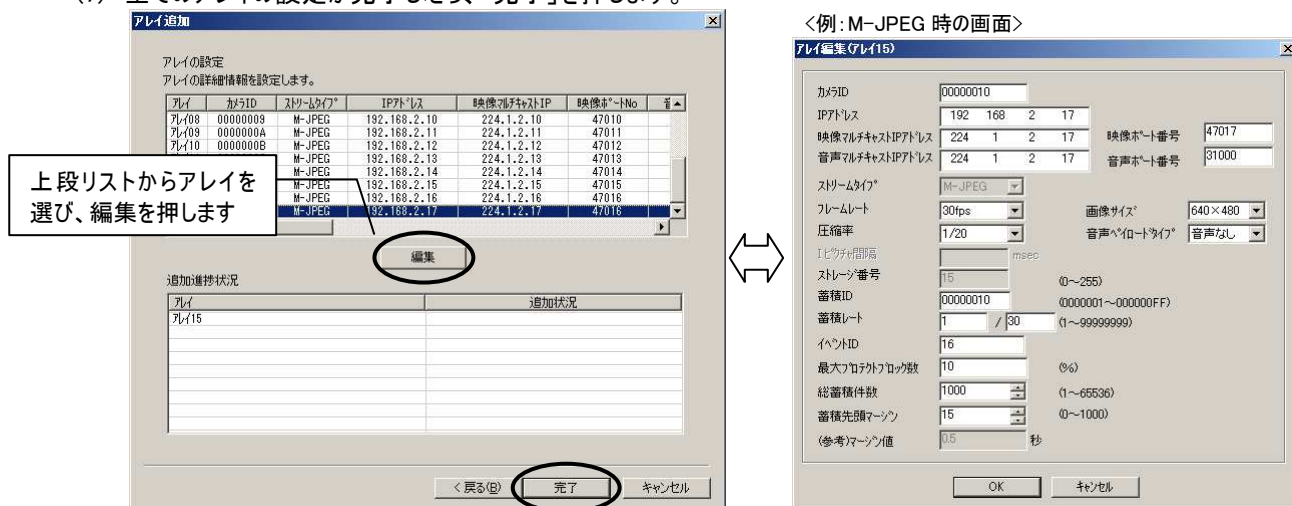 (7) 全てのアレイの設定が完了したら、「完了」を押します。
<例：M-JPEG 時の画面>
アレイ追加
アレイの設定
アレイの詳細情報を設定します。
アレイ カメラID ストリームタイプ IPアドレス 映像マルチキャストIP 映像ポートNo 音
アレイ08 00000009 M-JPEG 192.168.2.10 224.1.2.10 47010
アレイ09 0000000A M-JPEG 192.168.2.11 224.1.2.11 47011
アレイ10 0000000B M-JPEG 192.168.2.12 224.1.2.12 47012
M-JPEG 192.168.2.13 224.1.2.13 47013
M-JPEG 192.168.2.14 224.1.2.14 47014
M-JPEG 192.168.2.15 224.1.2.15 47015
M-JPEG 192.168.2.16 224.1.2.16 47016
M-JPEG 192.168.2.17 224.1.2.17 47016
上段リストからアレイを
選び、編集を押します
編集
追加進捗状況
アレイ 追加状況
アレイ15
< 戻る(B) 完了 キャンセル
アレイ編集(アレイ15)
カメラID 00000010
IPアドレス 192 168 2 17
映像マルチキャストIPアドレス 224 1 2 17 映像ポート番号 47017
音声マルチキャストIPアドレス 224 1 2 17 音声ポート番号 31000
ストリームタイプ M-JPEG
フレームレート 30fps 画像サイズ 640×480
圧縮率 1/20 音声ペイロードタイプ 音声なし
Iピクチャ間隔 msec
ストレージ番号 15 (0～255)
蓄積ID 00000010 (0000001～000000FF)
蓄積レート 1 / 30 (1～99999999)
イベントID 16
最大プロテクトブロック数 10 (%)
総蓄積件数 1000 (1～65536)
蓄積先頭マージン 15 (0～1000)
(参考)マージン値 0.5 秒
OK キャンセル